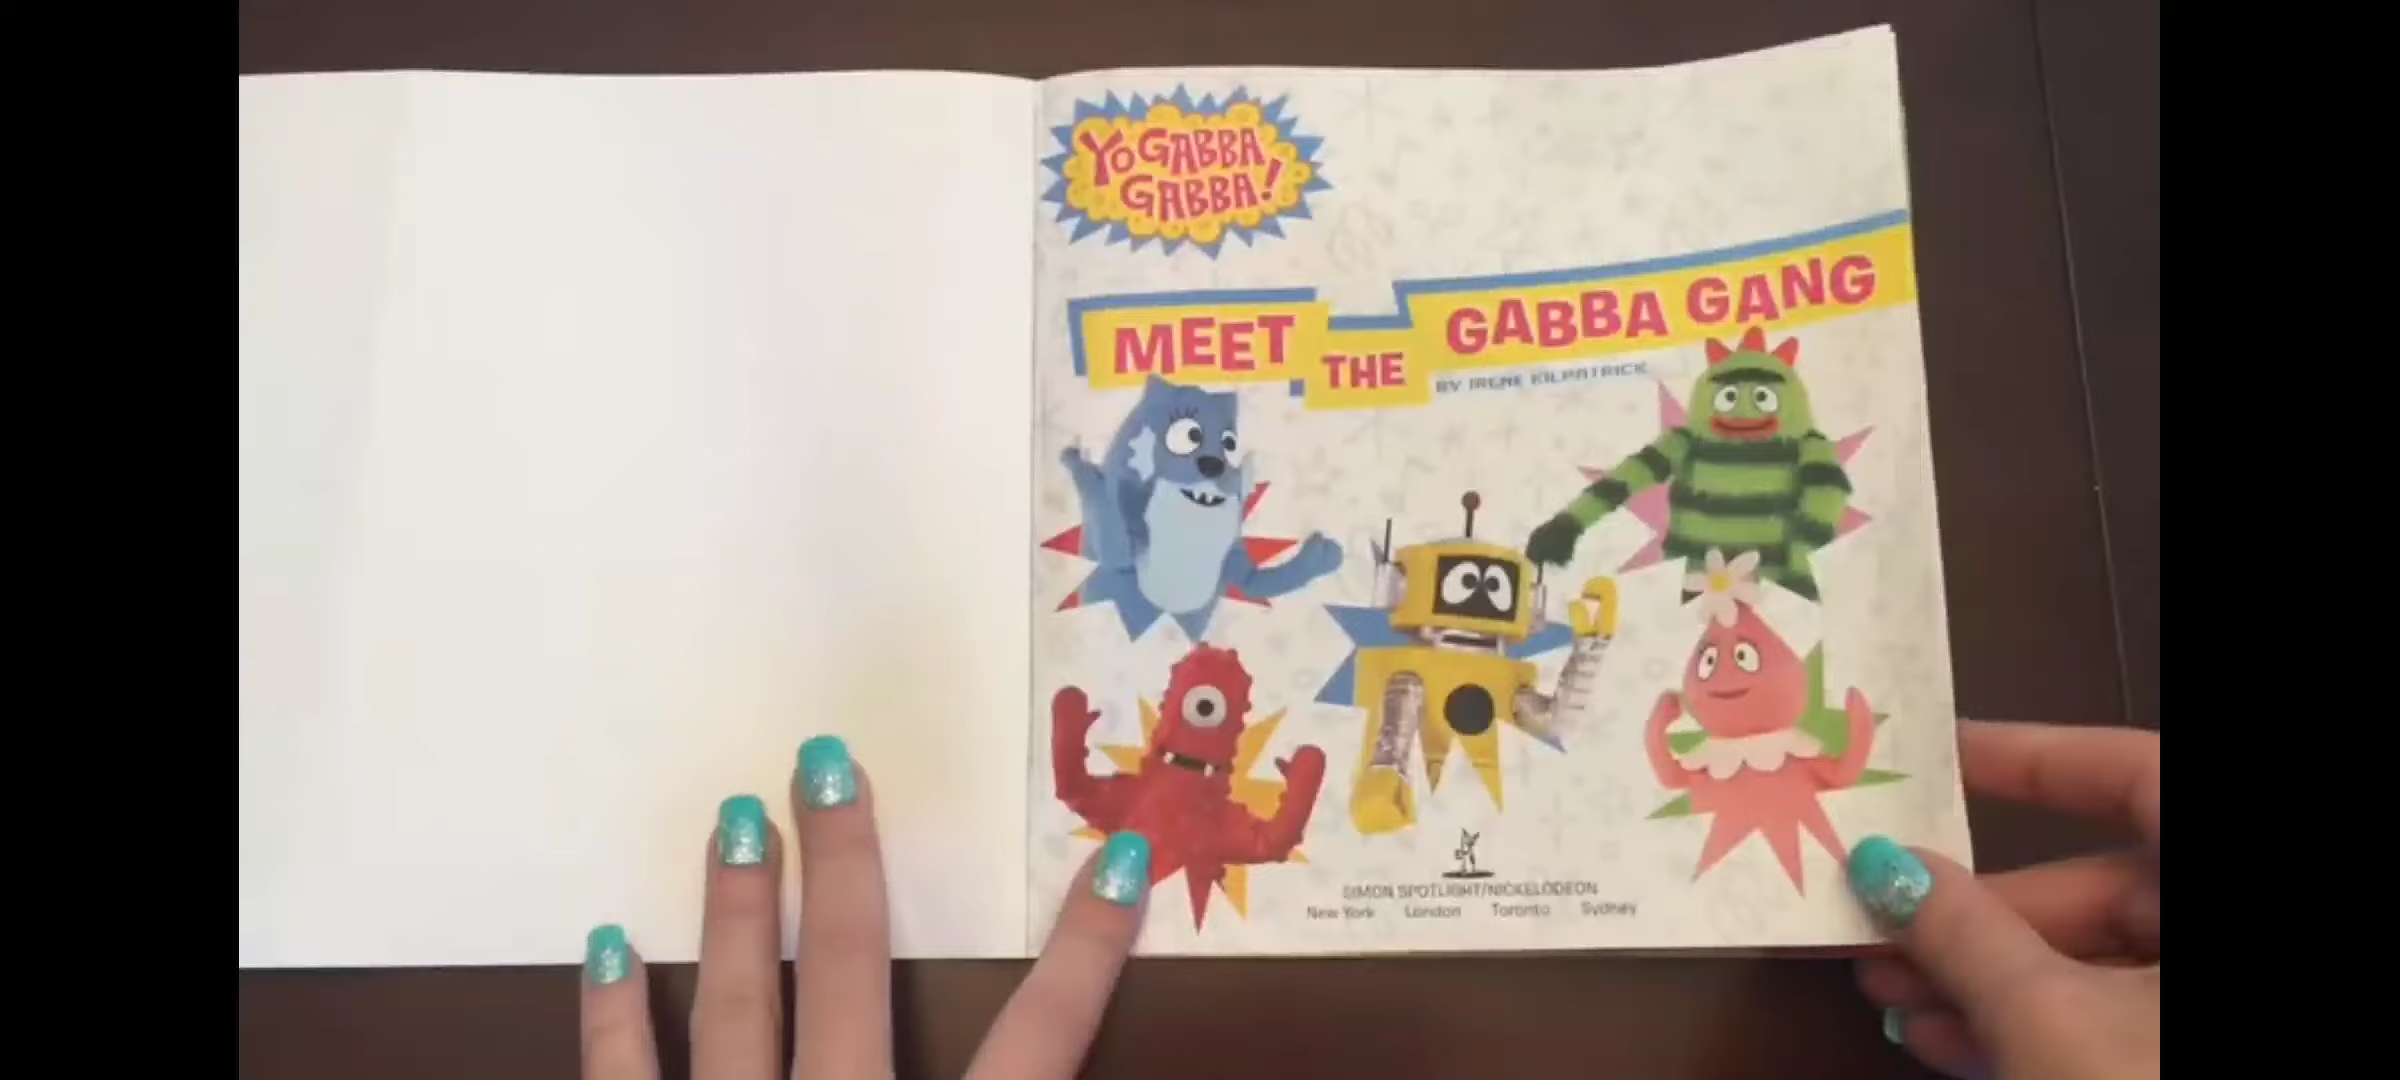 YO GABBA
GABBA!
MEET THE GABBA GANG
BY IRENE KILPATRICK
SIMON SPOTLIGHT/NICKELODEON
New York London Toronto Sydney